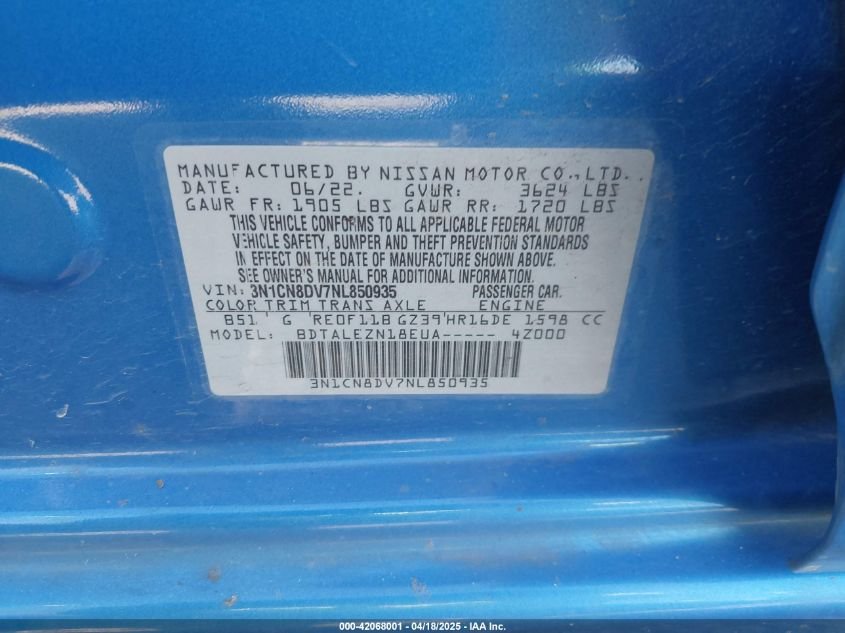 MANUFACTURED BY NISSAN MOTOR CO.,LTD.
DATE: 06/22. GVWR: 3624 LBS
GAWR FR: 1905 LBS GAWR RR: 1720 LBS
THIS VEHICLE CONFORMS TO ALL APPLICABLE FEDERAL MOTOR
VEHICLE SAFETY, BUMPER AND THEFT PREVENTION STANDARDS
IN EFFECT ON THE DATE OF MANUFACTURE SHOWN ABOVE.
SEE OWNER'S MANUAL FOR ADDITIONAL INFORMATION.
VIN: 3N1CN8DV7NL850935 PASSENGER CAR.
COLOR TRIM TRANS AXLE ENGINE
B51 ' G 'RE0F11B GZ39'HR16DE 1598 CC
MODEL: BDTALEZN18EUA----- 4Z000
3N1CN8DV7NL850935
000-42068001 - 04/18/2025 - IAA Inc.